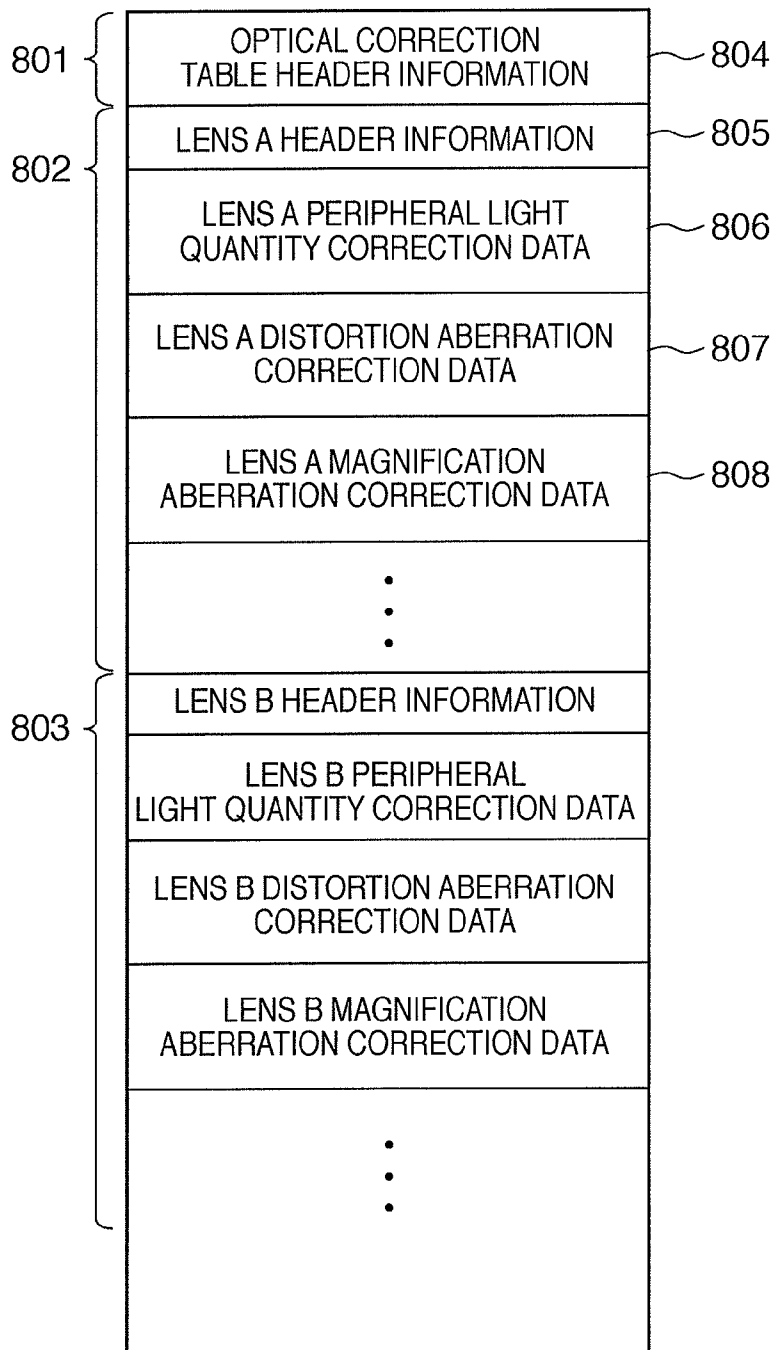 801
OPTICAL CORRECTION
TABLE HEADER INFORMATION
804
802
LENS A HEADER INFORMATION
805
LENS A PERIPHERAL LIGHT
QUANTITY CORRECTION DATA
806
LENS A DISTORTION ABERRATION
CORRECTION DATA
807
LENS A MAGNIFICATION
ABERRATION CORRECTION DATA
808
803
LENS B HEADER INFORMATION
LENS B PERIPHERAL
LIGHT QUANTITY CORRECTION DATA
LENS B DISTORTION ABERRATION
CORRECTION DATA
LENS B MAGNIFICATION
ABERRATION CORRECTION DATA